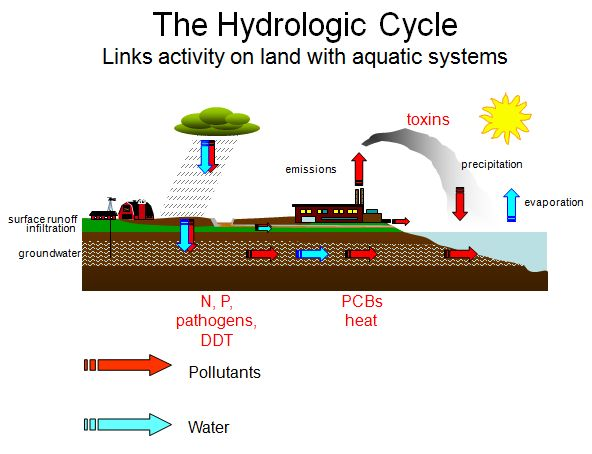 The Hydrologic Cycle
Links activity on land with aquatic systems
toxins
emissions
precipitation
evaporation
surface runoff
infiltration
groundwater
N, P,
pathogens,
DDT
PCBs
heat
Pollutants
Water